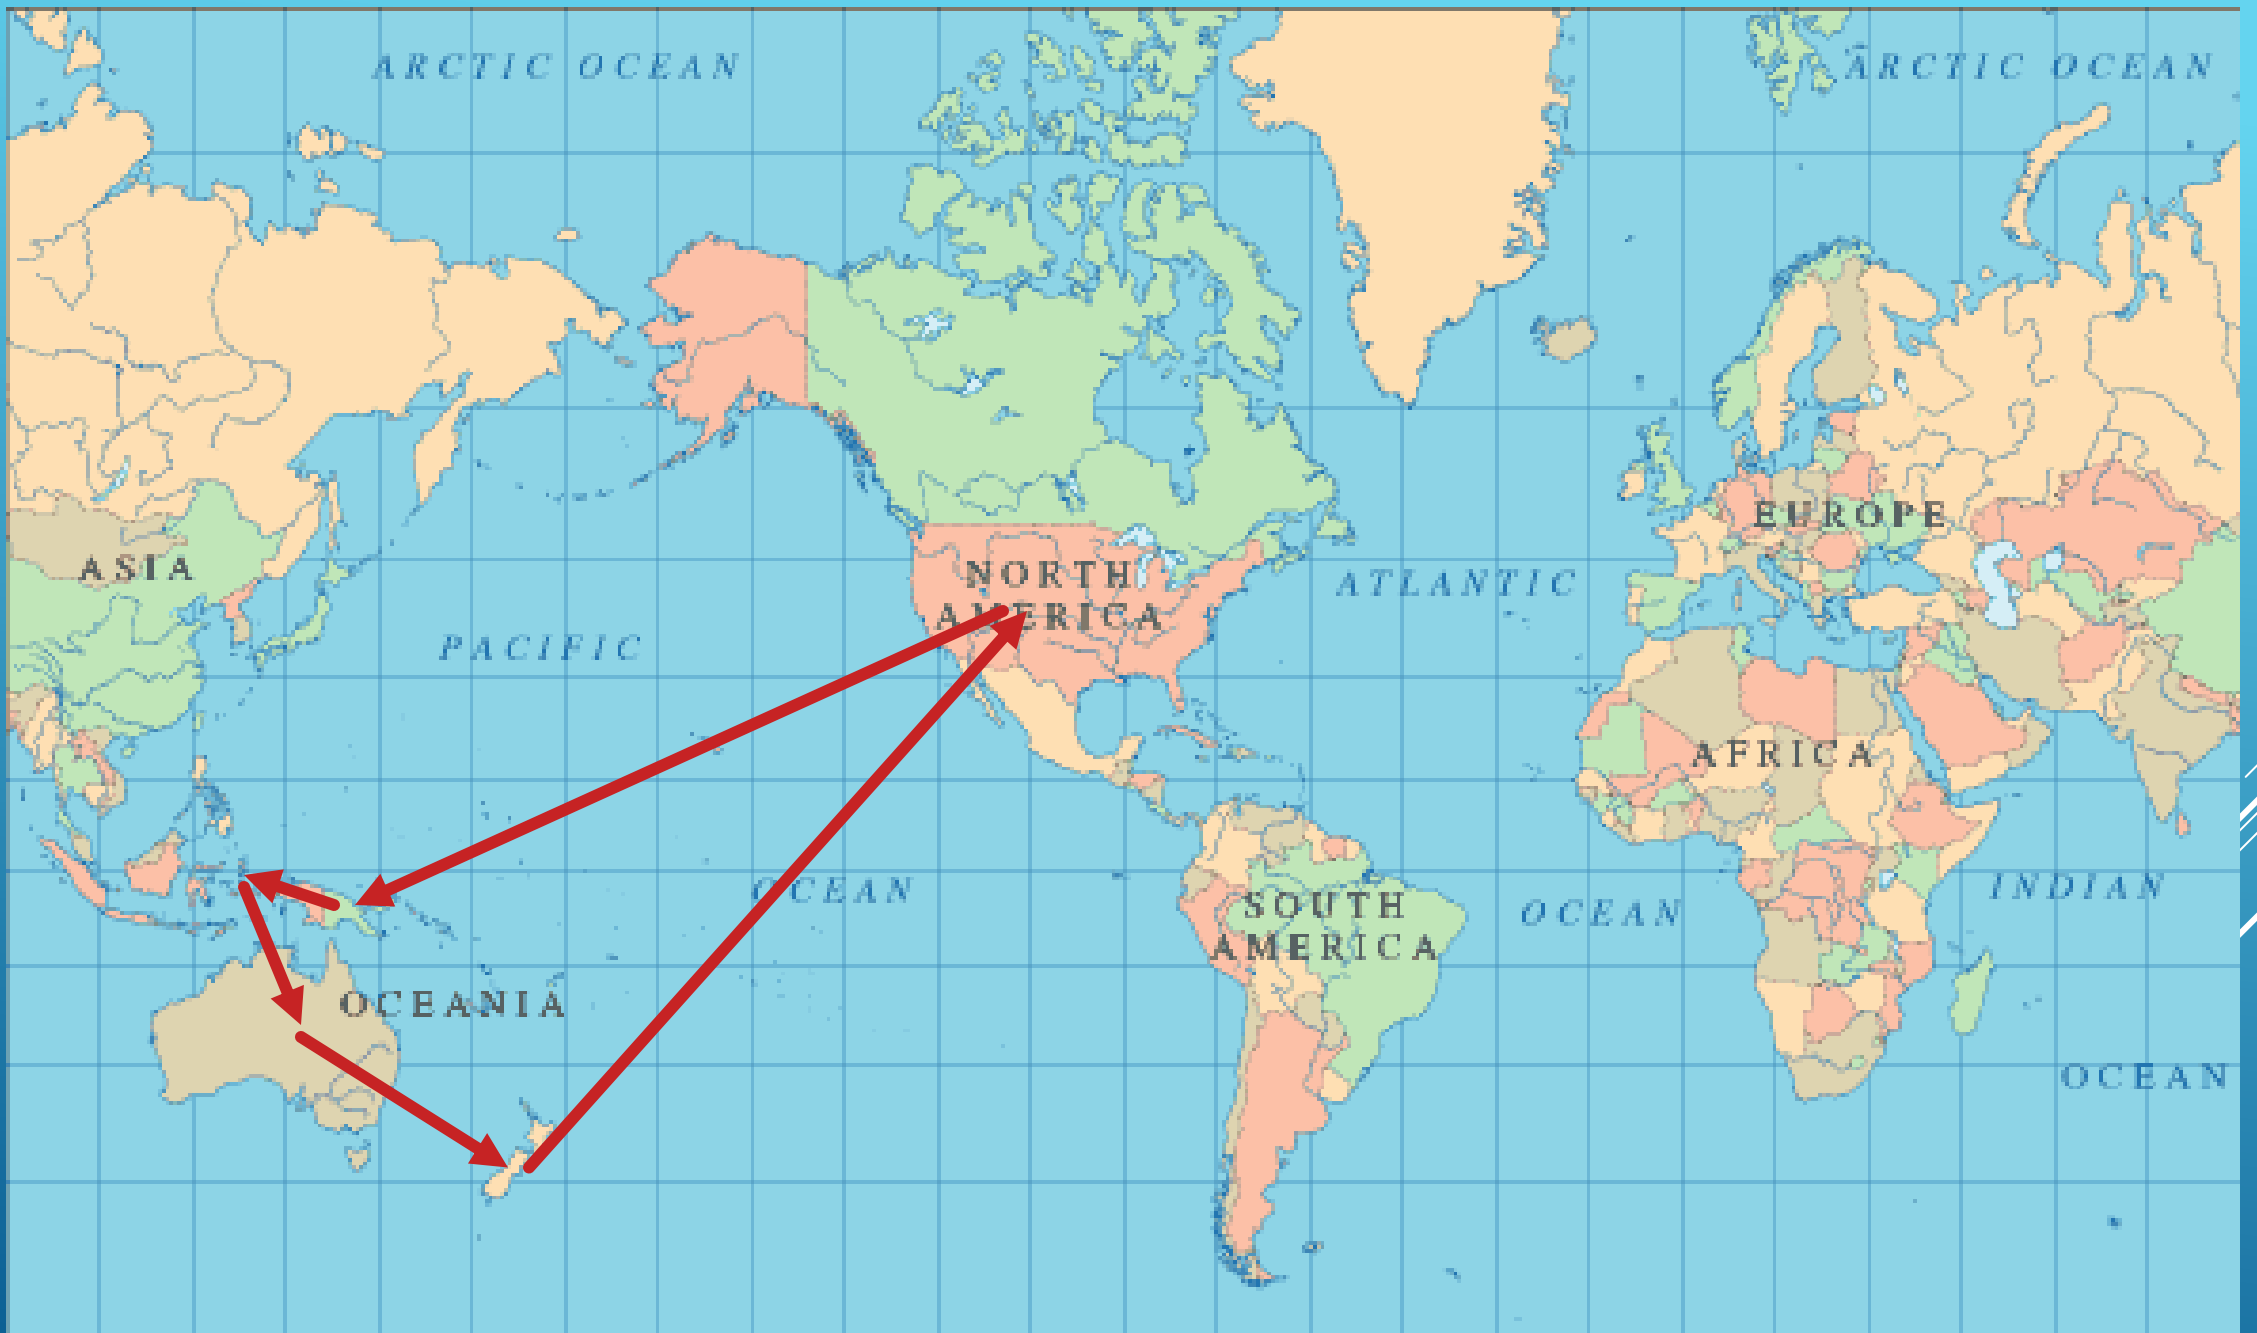 ARCTIC OCEAN
ARCTIC OCEAN
EUROPE
ASIA
NORTH
AMERICA
ATLANTIC
PACIFIC
AFRICA
OCEAN
INDIAN
SOUTH
AMERICA
OCEAN
OCEANIA
OCEAN